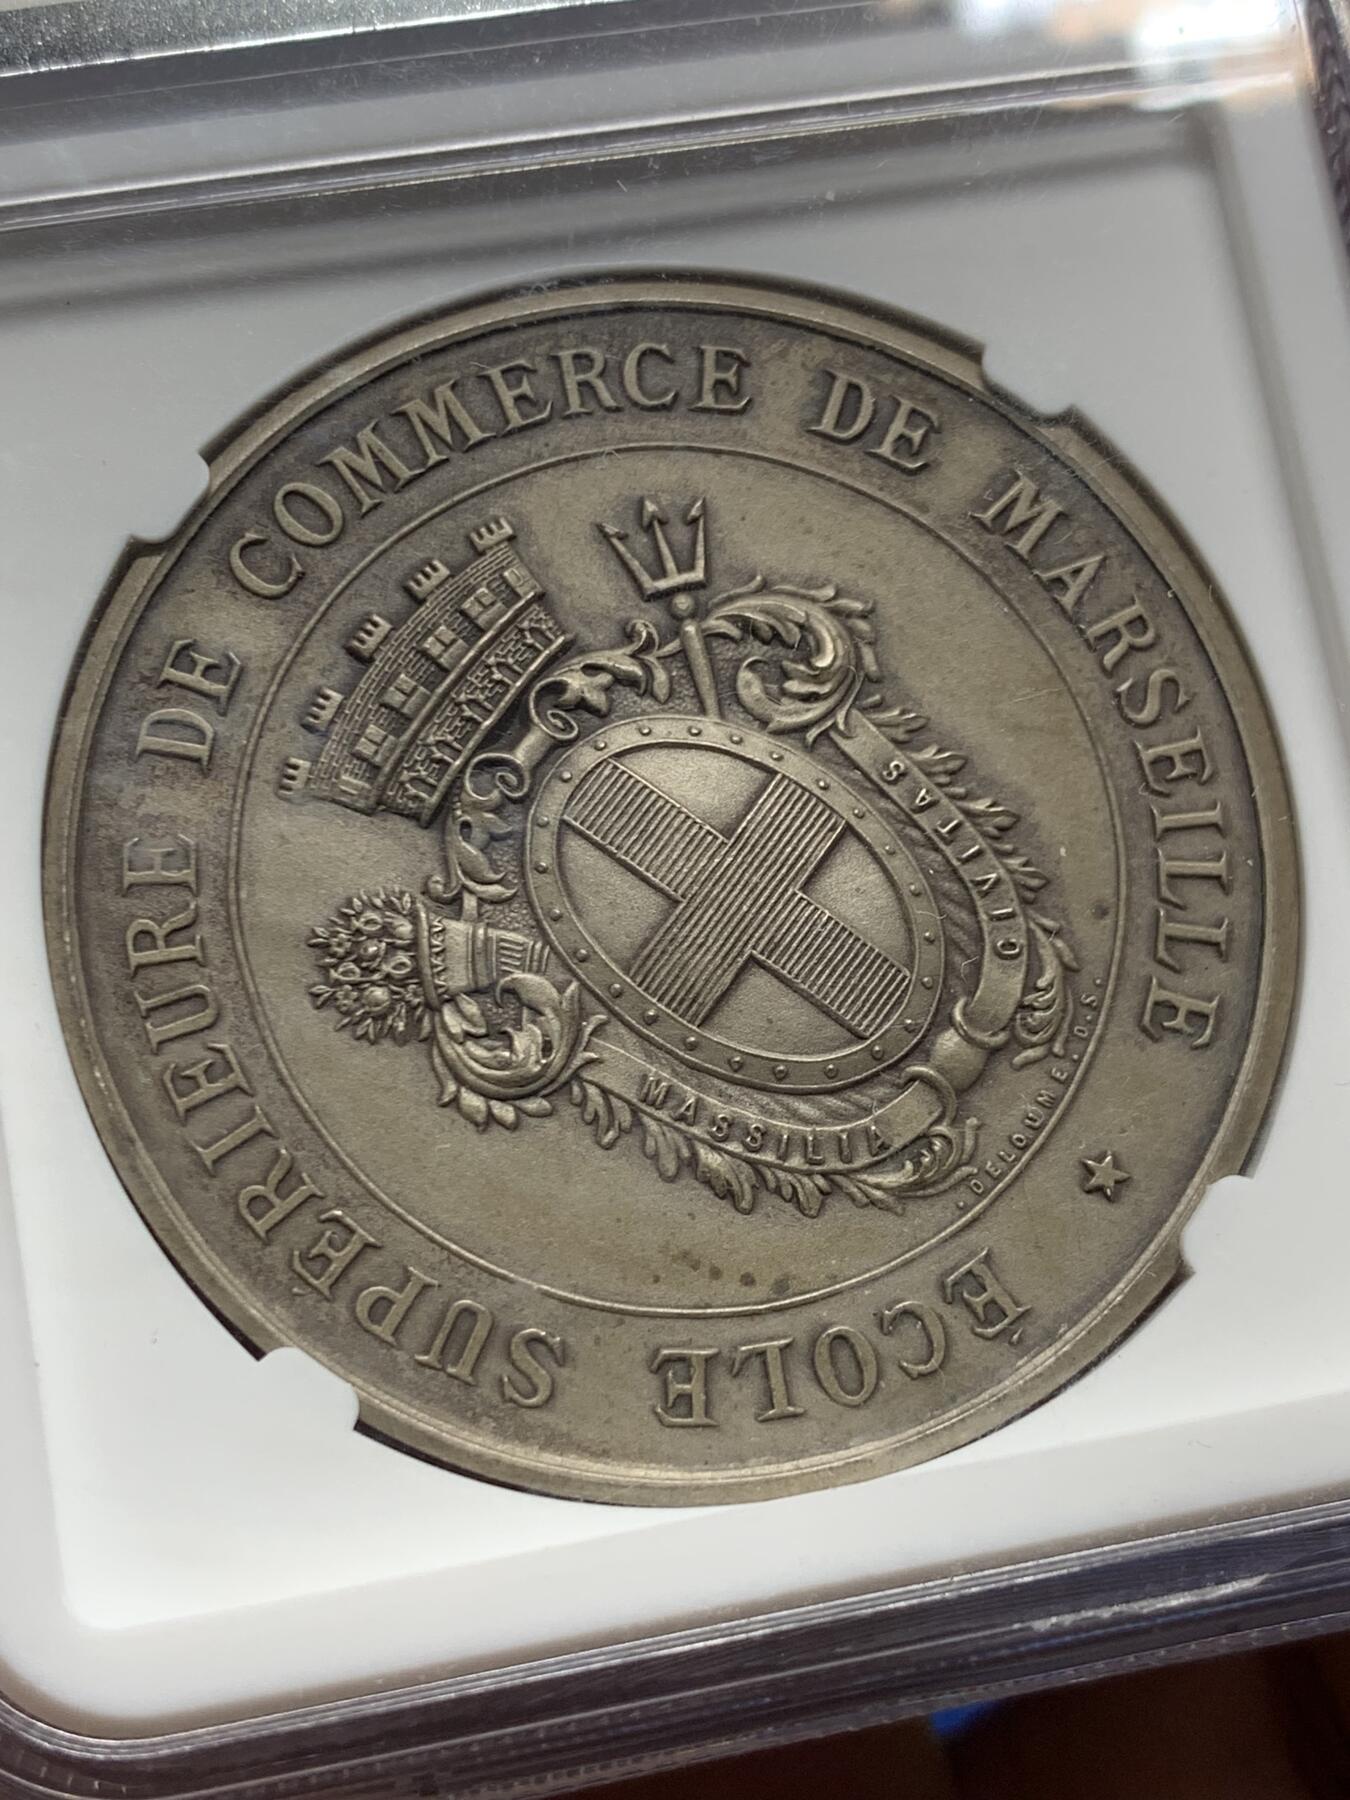 ÉCOLE SUPÉRIEURE DE COMMERCE DE MARSEILLE
MASSILIA
CIVITAS
·DELOUME.D.S.